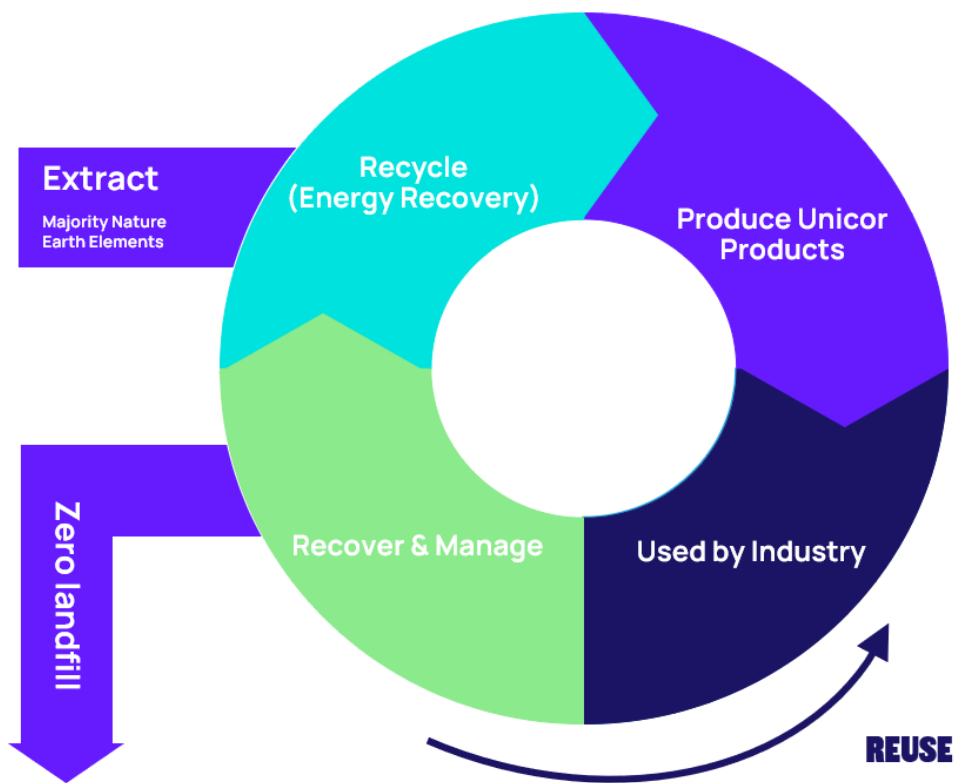 Extract
Majority Nature
Earth Elements
Recycle
(Energy Recovery)
Produce Unicor
Products
Used by Industry
Recover & Manage
Zero landfill
REUSE